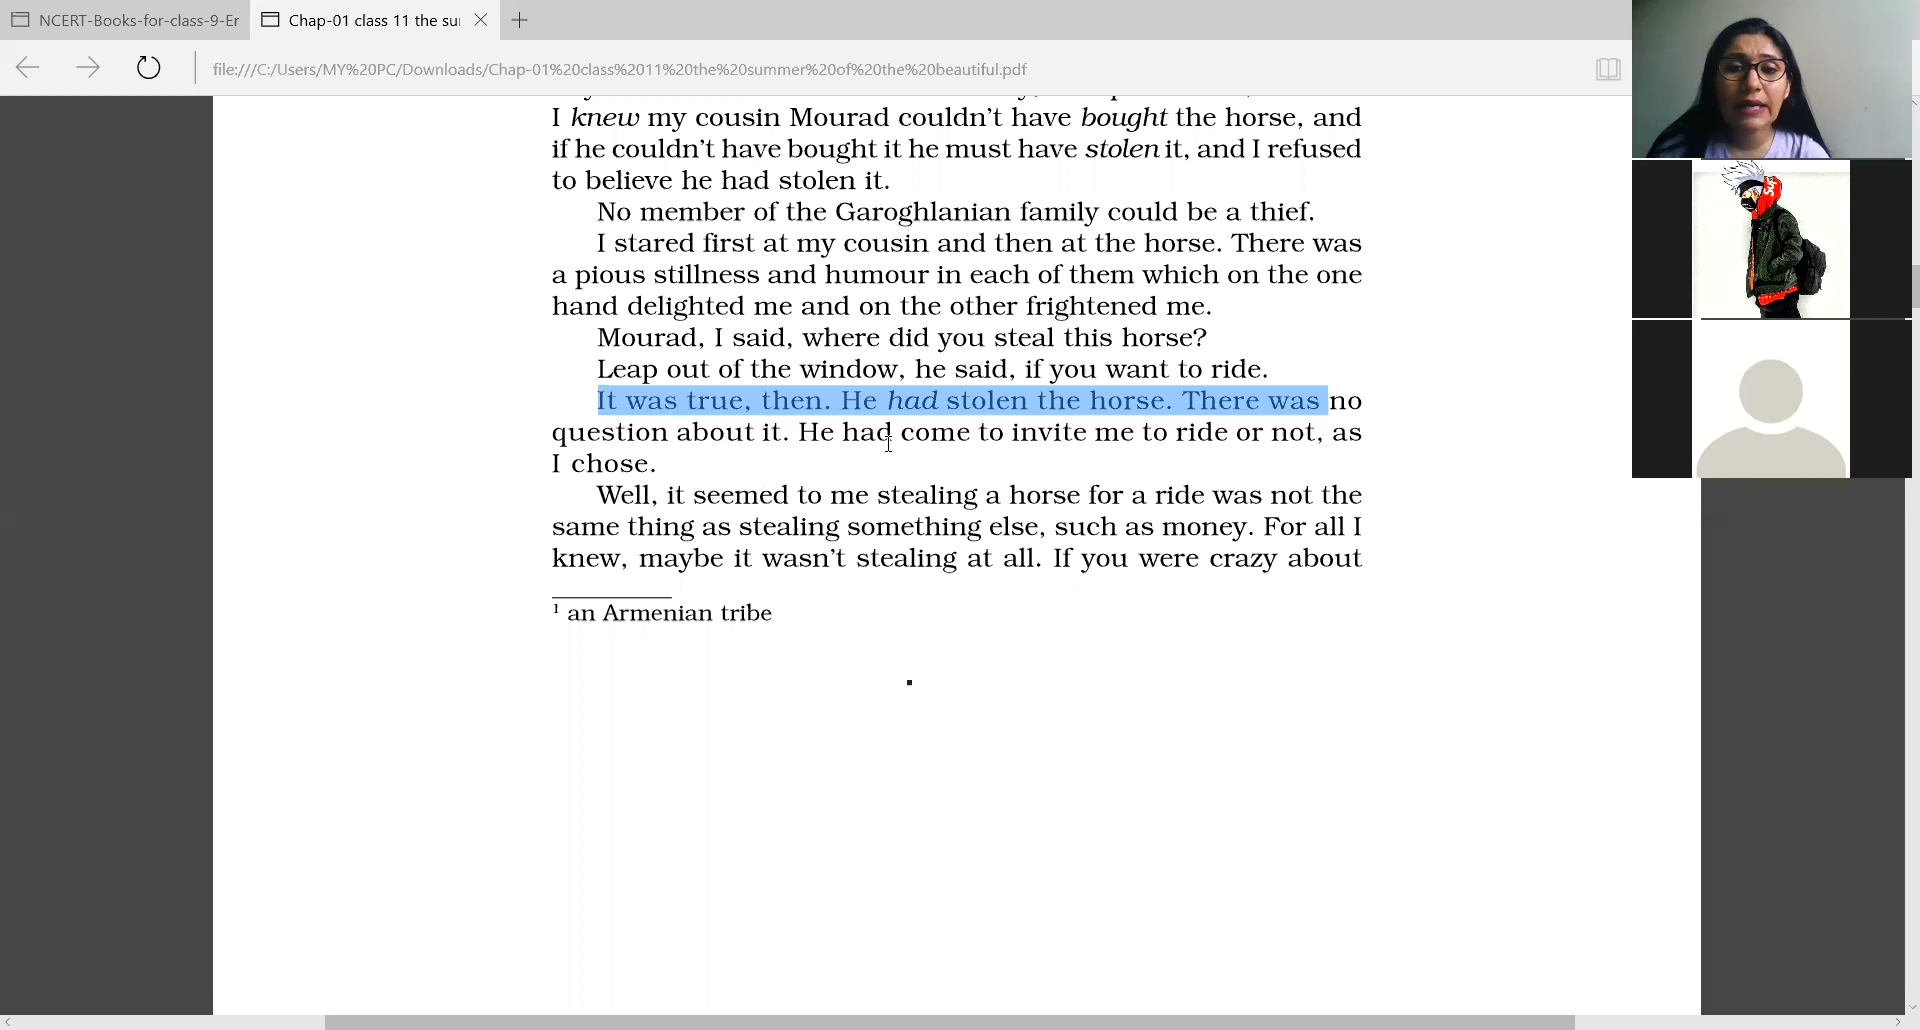 NCERT-Books-for-class-9-Er
Chap-01 class 11 the su
file:///C:/Users/MY%20PC/Downloads/Chap-01%20class%2011%20the%20summer%20of%20the%20beautiful.pdf
I knew my cousin Mourad couldn't have bought the horse, and
if he couldn't have bought it he must have stolen it, and I refused
to believe he had stolen it.
No member of the Garoghlanian family could be a thief.
I stared first at my cousin and then at the horse. There was
a pious stillness and humour in each of them which on the one
hand delighted me and on the other frightened me.
Mourad, I said, where did you steal this horse?
Leap out of the window, he said, if you want to ride.
It was true, then. He had stolen the horse. There was no
question about it. He had come to invite me to ride or not, as
I chose.
Well, it seemed to me stealing a horse for a ride was not the
same thing as stealing something else, such as money. For all I
knew, maybe it wasn't stealing at all. If you were crazy about
1 an Armenian tribe